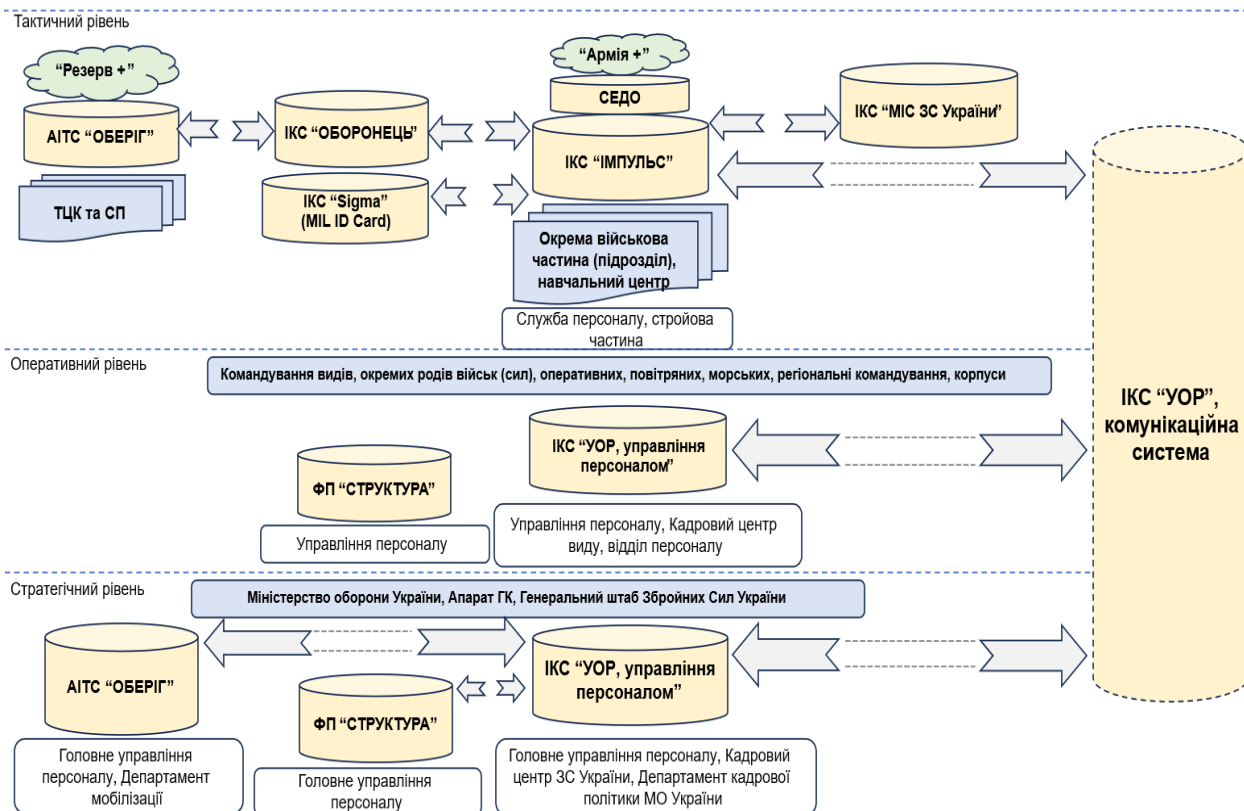 Тактичний рівень
“Резерв +”
АІТС “ОБЕРІГ”
ТЦК та СП
ІКС “ОБОРОНЕЦЬ”
ІКС “Sigma”
(MIL ID Card)
“Армія +”
СЕДО
ІКС “ІМПУЛЬС”
Окрема військова
частина (підрозділ),
навчальний центр
Служба персоналу, стройова
частина
ІКС “МІС ЗС України”
ІКС “УОР”,
комунікаційна
система
Оперативний рівень
Командування видів, окремих родів військ (сил), оперативних, повітряних, морських, регіональні командування, корпуси
ФП “СТРУКТУРА”
Управління персоналу
ІКС “УОР, управління
персоналом”
Управління персоналу, Кадровий центр
виду, відділ персоналу
Стратегічний рівень
Міністерство оборони України, Апарат ГК, Генеральний штаб Збройних Сил України
АІТС “ОБЕРІГ”
Головне управління
персоналу, Департамент
мобілізації
ФП “СТРУКТУРА”
Головне управління
персоналу
ІКС “УОР, управління
персоналом”
Головне управління персоналу, Кадровий
центр ЗС України, Департамент кадрової
політики МО України